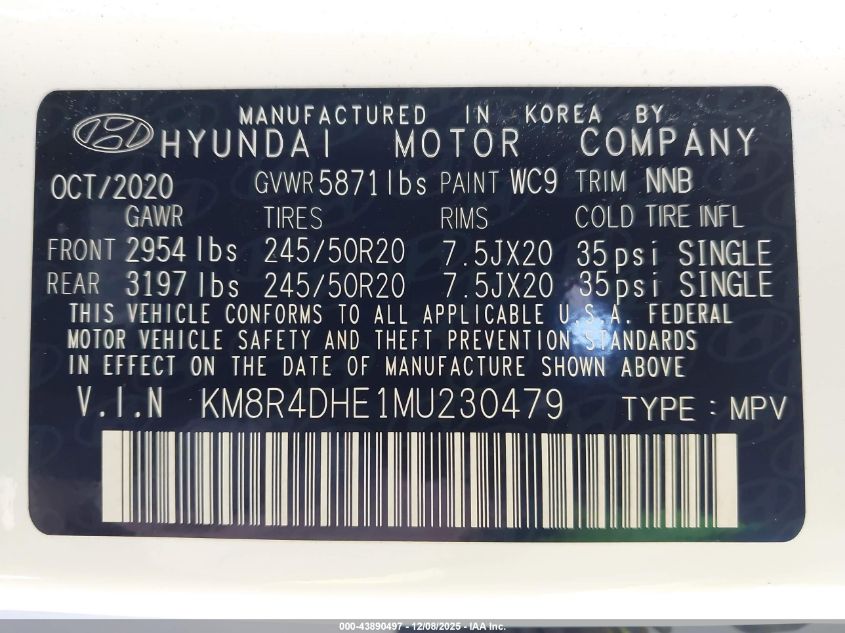 MANUFACTURED IN KOREA BY
HYUNDAI MOTOR COMPANY
OCT/2020 GVWR 5871 lbs PAINT WC9 TRIM NNB
GAWR TIRES RIMS COLD TIRE INFL
FRONT 2954 lbs 245/50R20 7.5JX20 35psi SINGLE
REAR 3197 lbs 245/50R20 7.5JX20 35psi SINGLE
THIS VEHICLE CONFORMS TO ALL APPLICABLE U.S.A. FEDERAL
MOTOR VEHICLE SAFETY AND THEFT PREVENTION STANDARDS
IN EFFECT ON THE DATE OF MANUFACTURE SHOWN ABOVE
V.I.N KM8R4DHE1MU230479 TYPE : MPV
000-43890497 - 12/08/2025 - IAA Inc.